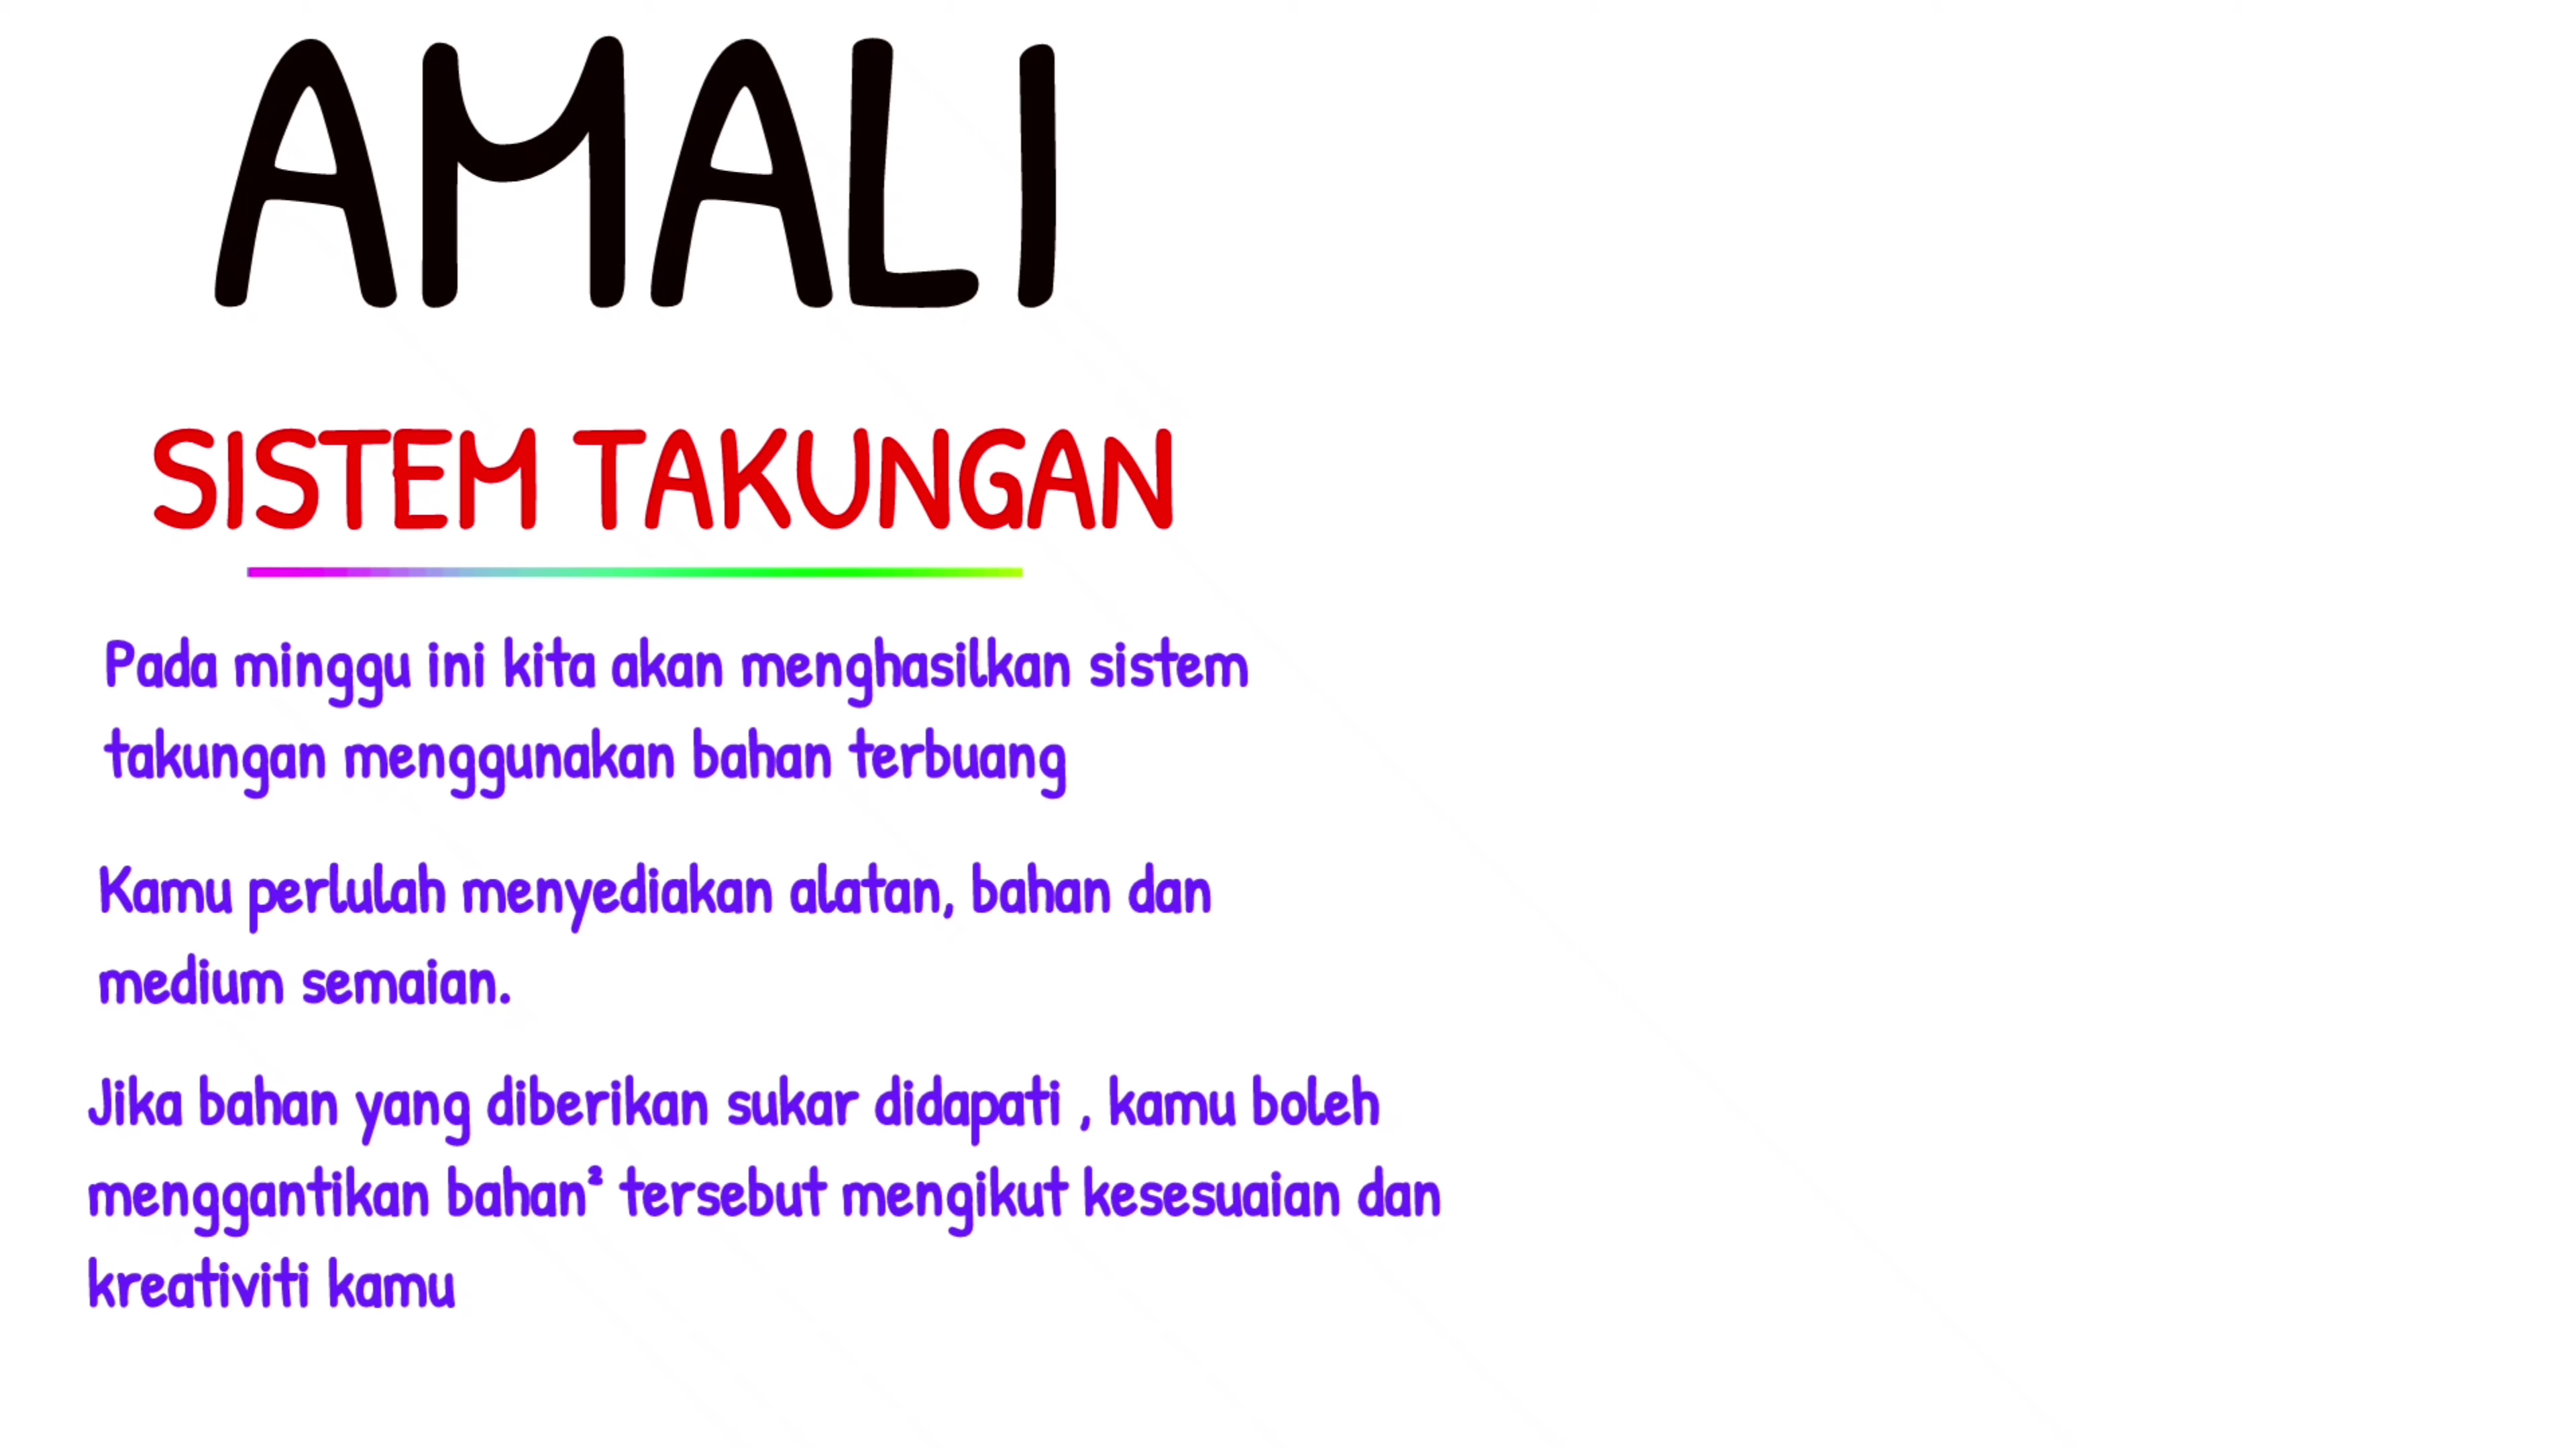 AMALI
SISTEM TAKUNGAN
Pada minggu ini kita akan menghasilkan sistem
takungan menggunakan bahan terbuang
Kamu perlulah menyediakan alatan, bahan dan
medium semaian.
Jika bahan yang diberikan sukar didapati , kamu boleh
menggantikan bahan² tersebut mengikut kesesuaian dan
kreativiti kamu